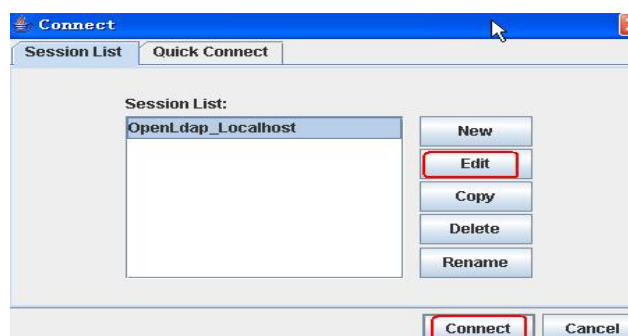 Connect
Session List
Quick Connect
Session List:
OpenLdap_Localhost
New
Edit
Copy
Delete
Rename
Connect
Cancel